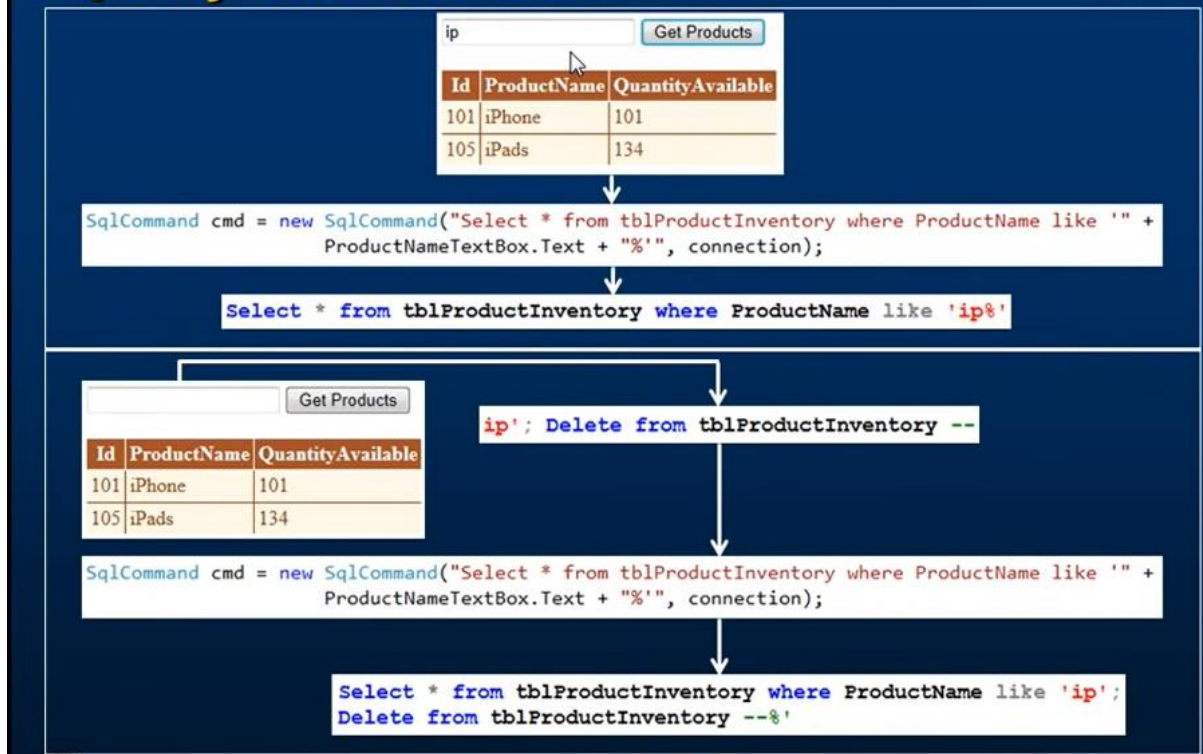 ip Get Products
Id ProductName QuantityAvailable
101 iPhone 101
105 iPads 134
SqlCommand cmd = new SqlCommand("Select * from tblProductInventory where ProductName like '" +
ProductNameTextBox.Text + "%'", connection);
Select * from tblProductInventory where ProductName like 'ip%'
Get Products
Id ProductName QuantityAvailable
101 iPhone 101
105 iPads 134
ip'; Delete from tblProductInventory --
SqlCommand cmd = new SqlCommand("Select * from tblProductInventory where ProductName like '" +
ProductNameTextBox.Text + "%'", connection);
Select * from tblProductInventory where ProductName like 'ip';
Delete from tblProductInventory --%'